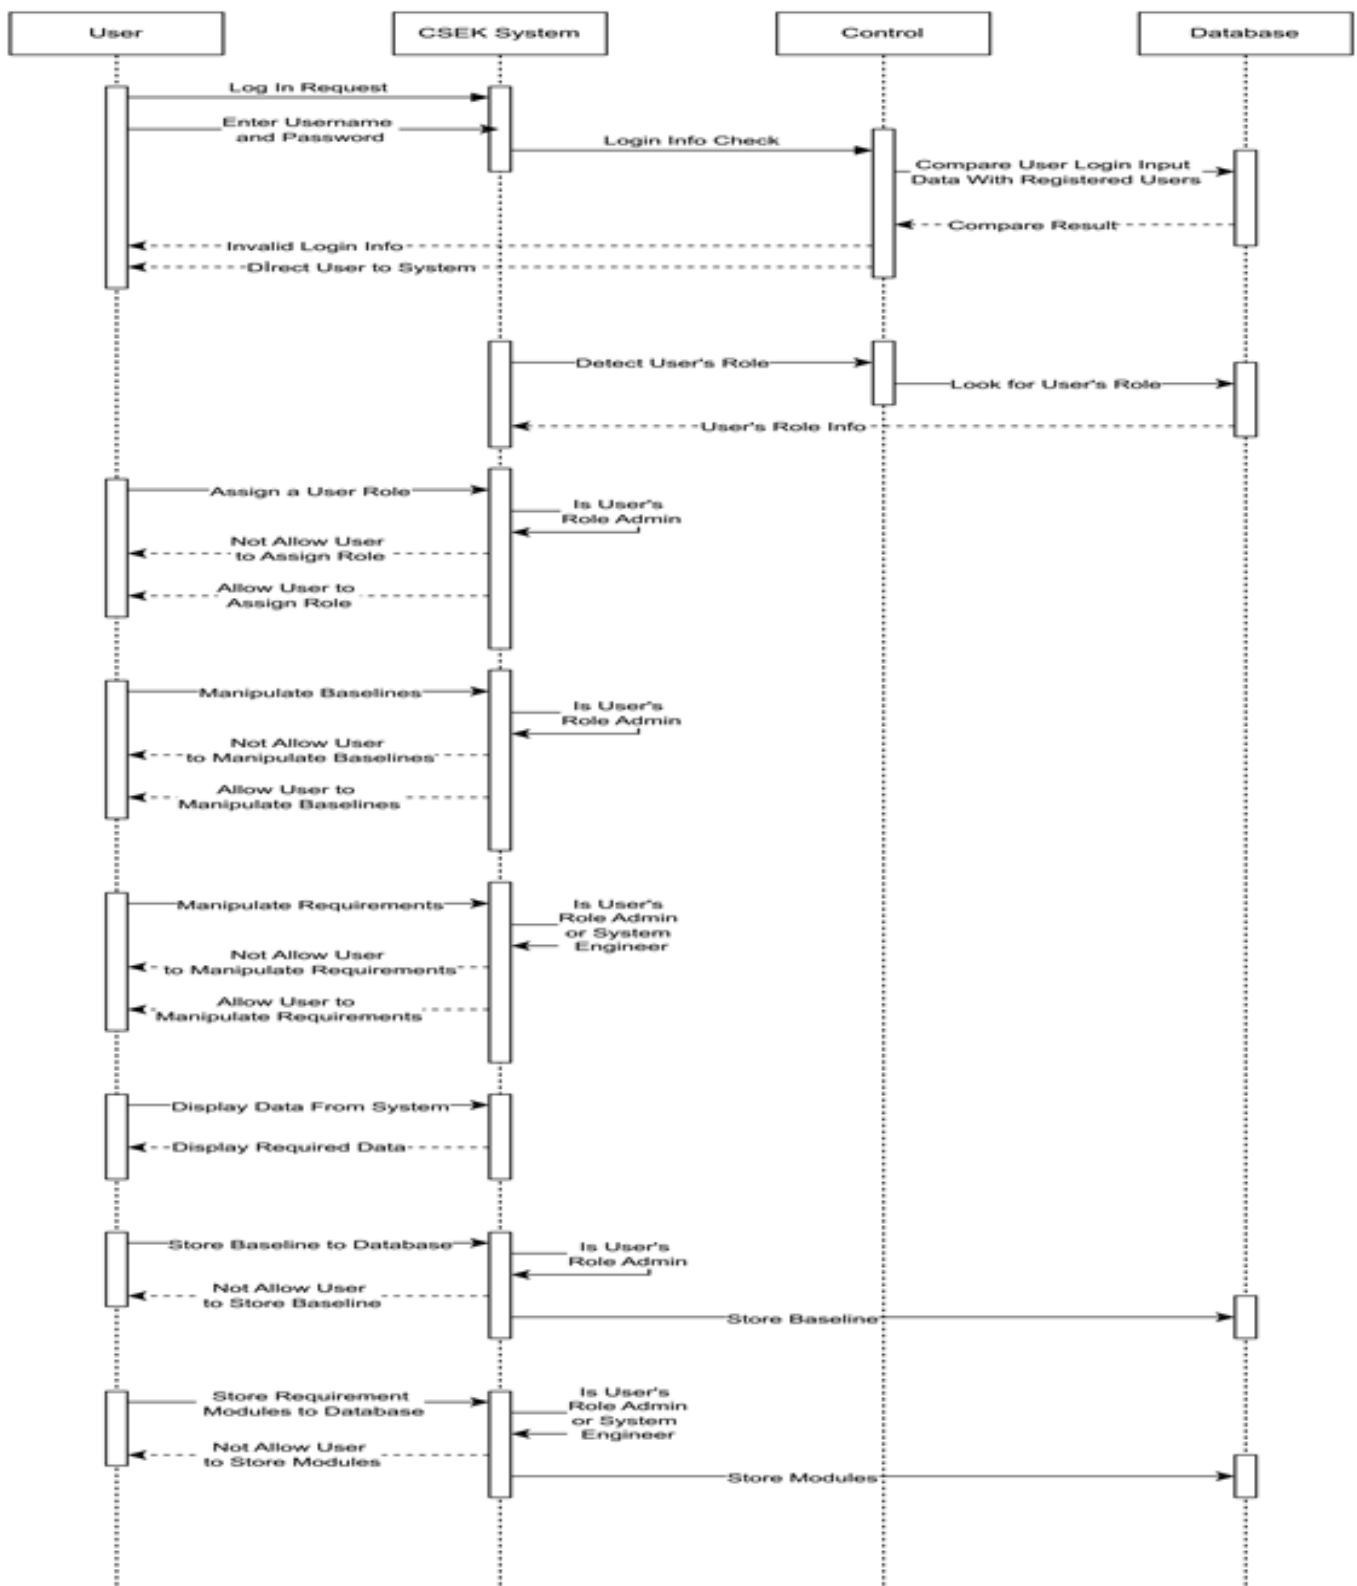 User
CSEK System
Control
Database
Log In Request
Enter Username
and Password
Login Info Check
Compare User Login Input
Data With Registered Users
Compare Result
Invalid Login Info
Direct User to System
Detect User's Role
Look for User's Role
User's Role Info
Assign a User Role
Is User's
Role Admin
Not Allow User
to Assign Role
Allow User to
Assign Role
Manipulate Baselines
Is User's
Role Admin
Not Allow User
to Manipulate Baselines
Allow User to
Manipulate Baselines
Manipulate Requirements
Is User's
Role Admin
or System
Engineer
Not Allow User
to Manipulate Requirements
Allow User to
Manipulate Requirements
Display Data From System
Display Required Data
Store Baseline to Database
Is User's
Role Admin
Not Allow User
to Store Baseline
Store Baseline
Store Requirement
Modules to Database
Is User's
Role Admin
or System
Engineer
Not Allow User
to Store Modules
Store Modules